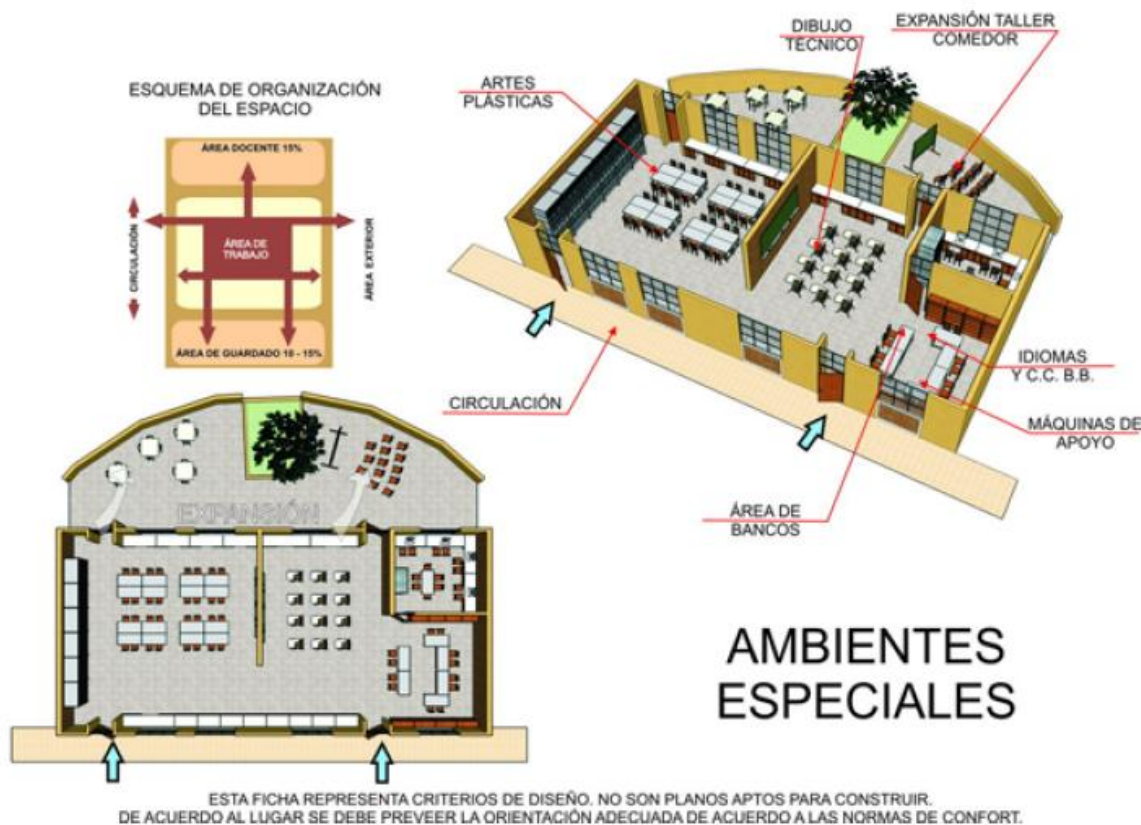 ESQUEMA DE ORGANIZACIÓN
DEL ESPACIO
ÁREA DOCENTE 15%
CIRCULACIÓN
ÁREA DE
TRABAJO
ÁREA EXTERIOR
ÁREA DE GUARDADO 10 - 15%
ARTES
PLÁSTICAS
DIBUJO
TECNICO
EXPANSIÓN TALLER
COMEDOR
CIRCULACIÓN
IDIOMAS
Y C.C. B.B.
MÁQUINAS DE
APOYO
ÁREA DE
BANCOS
EXPANSIÓN
AMBIENTES
ESPECIALES
ESTA FICHA REPRESENTA CRITERIOS DE DISEÑO. NO SON PLANOS APTOS PARA CONSTRUIR.
DE ACUERDO AL LUGAR SE DEBE PREVEER LA ORIENTACIÓN ADECUADA DE ACUERDO A LAS NORMAS DE CONFORT.